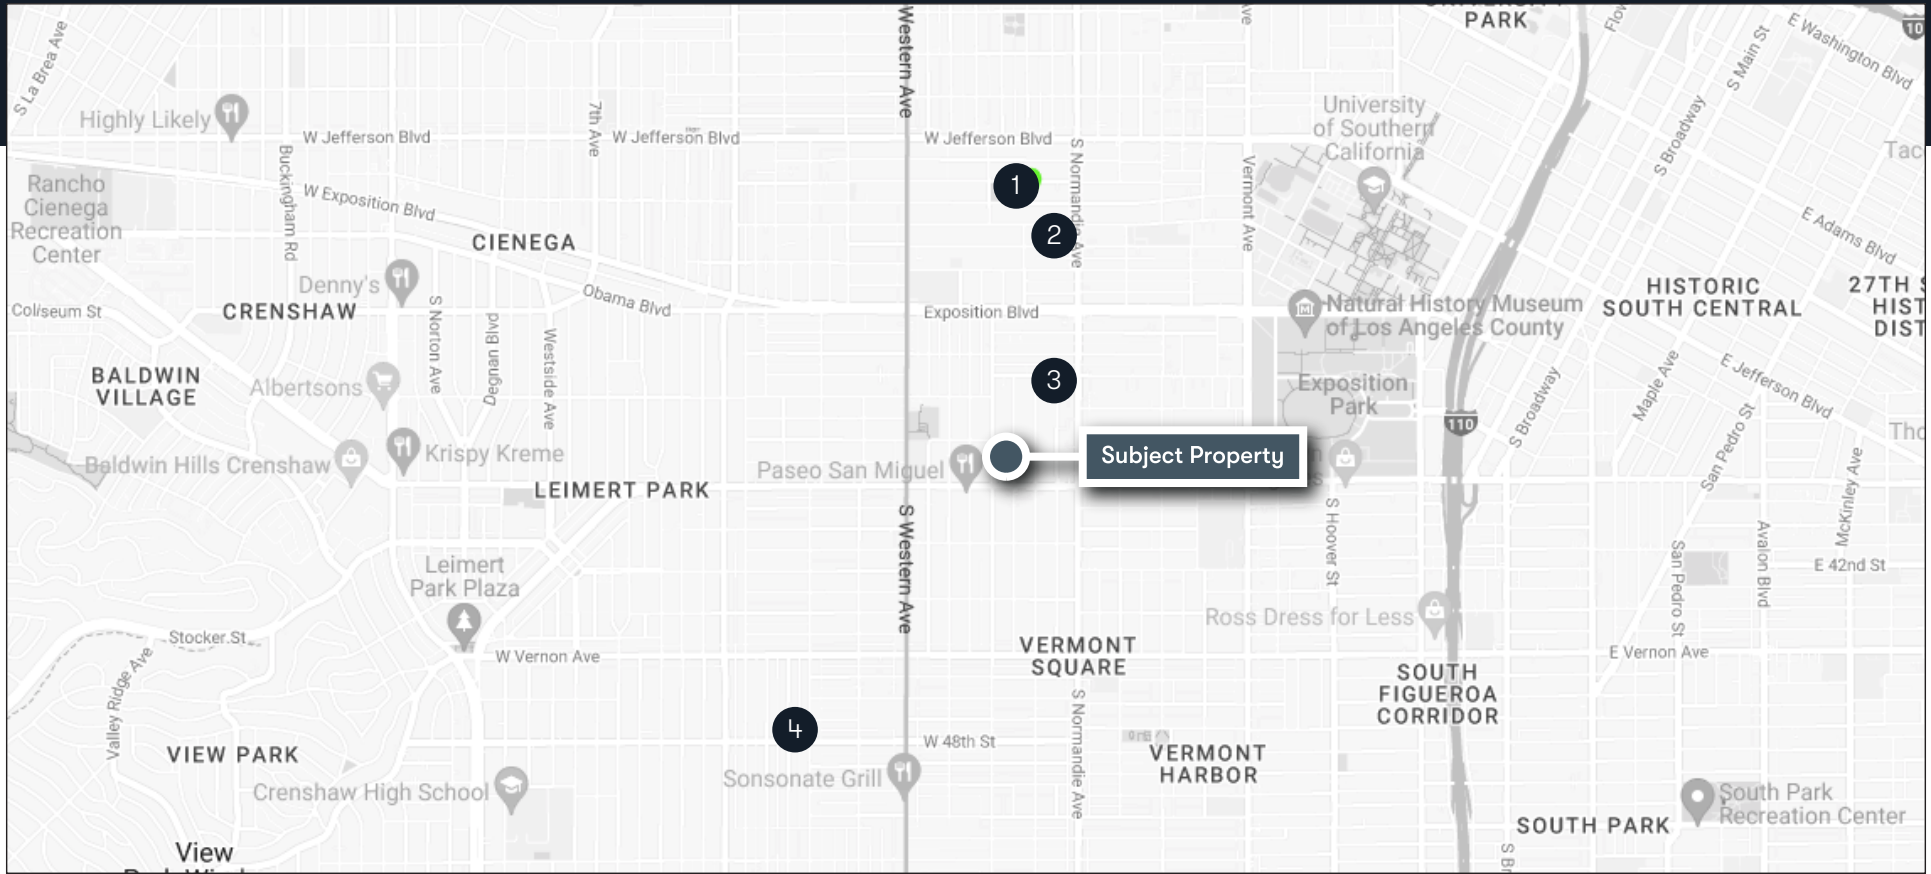 PARK
S La Brea Ave
Western Ave
S Main St
E Washington Blvd
10
Highly Likely
W Jefferson Blvd
7th Ave
W Jefferson Blvd
W Jefferson Blvd
S Normandie Ave
University
of Southern
California
S Broadway
Buckingham Rd
W Exposition Blvd
Rancho
Cienega
Recreation
Center
1
2
Vermont Ave
E Adams Blvd
CIENEGA
Denny's
Obama Blvd
Coliseum St
CRENSHAW
S Norton Ave
Degnan Blvd
Westside Ave
Exposition Blvd
Natural History Museum
of Los Angeles County
HISTORIC
SOUTH CENTRAL
27TH S
HIST
DIST
BALDWIN
VILLAGE
Albertsons
3
Exposition
Park
110
S Broadway
Maple Ave
E Jefferson Blvd
Baldwin Hills Crenshaw
Krispy Kreme
Paseo San Miguel
Subject Property
San Pedro St
McKinley Ave
LEIMERT PARK
S Western Ave
S Hoover St
San Pedro St
Avalon Blvd
E 42nd St
Leimert
Park Plaza
Ross Dress for Less
Stocker St
W Vernon Ave
VERMONT
SQUARE
E Vernon Ave
Valley Ridge Ave
SOUTH
FIGUEROA
CORRIDOR
4
S Normandie Ave
VIEW PARK
W 48th St
VERMONT
HARBOR
Crenshaw High School
Sonsonate Grill
South Park
Recreation Center
SOUTH PARK
View